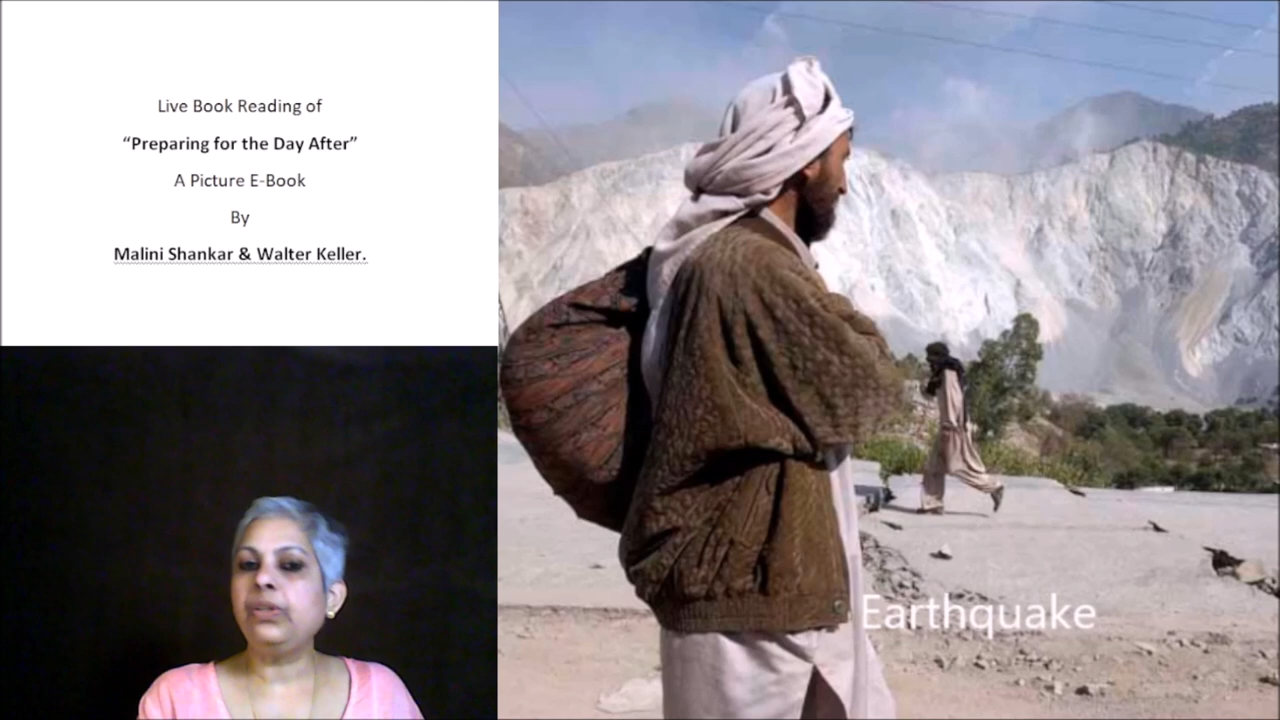 Live Book Reading of
“Preparing for the Day After”
A Picture E-Book
By
Malini Shankar & Walter Keller.
Earthquake